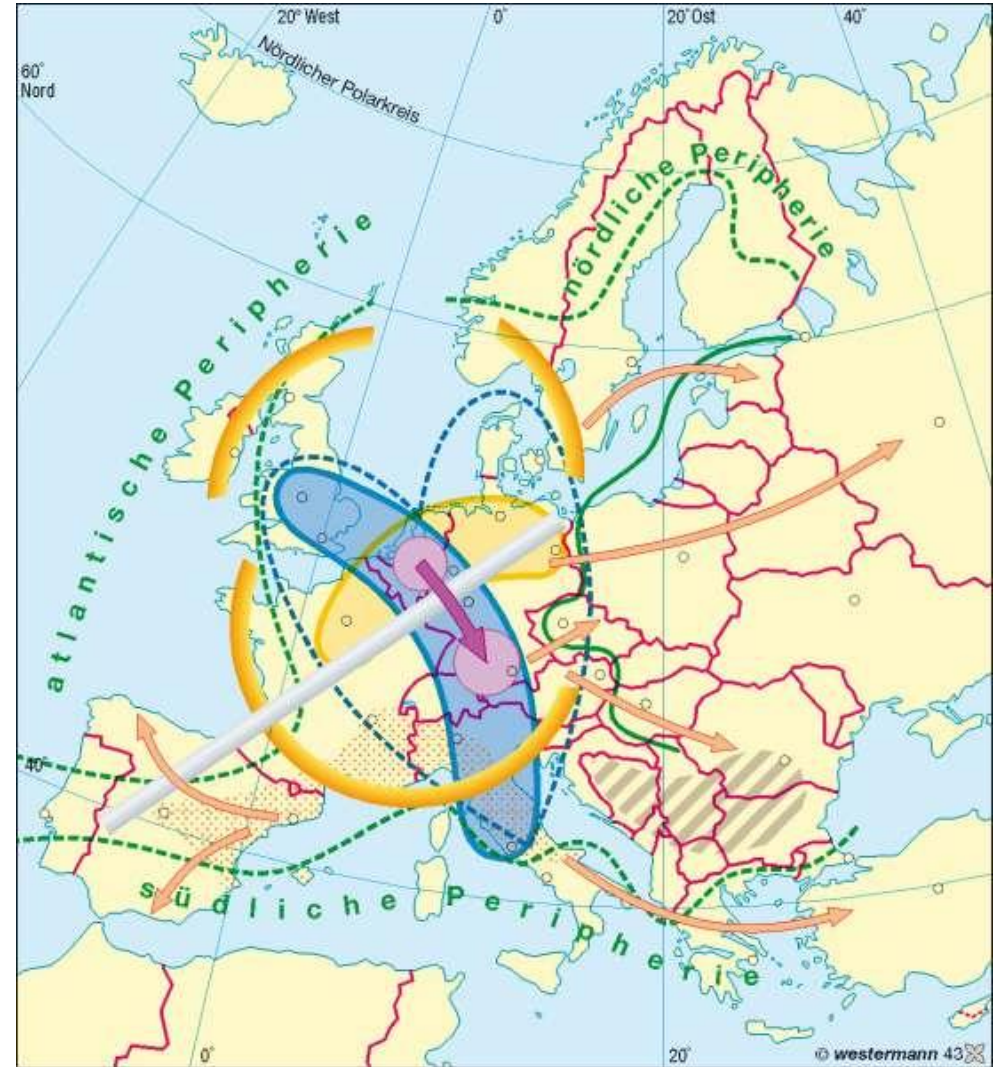 20° West
0°
20° Ost
40°
60°
Nord
Nördlicher Polarkreis
nördliche Peripherie
atlantische Peripherie
40°
südliche Peripherie
0°
20°
© westermann 43